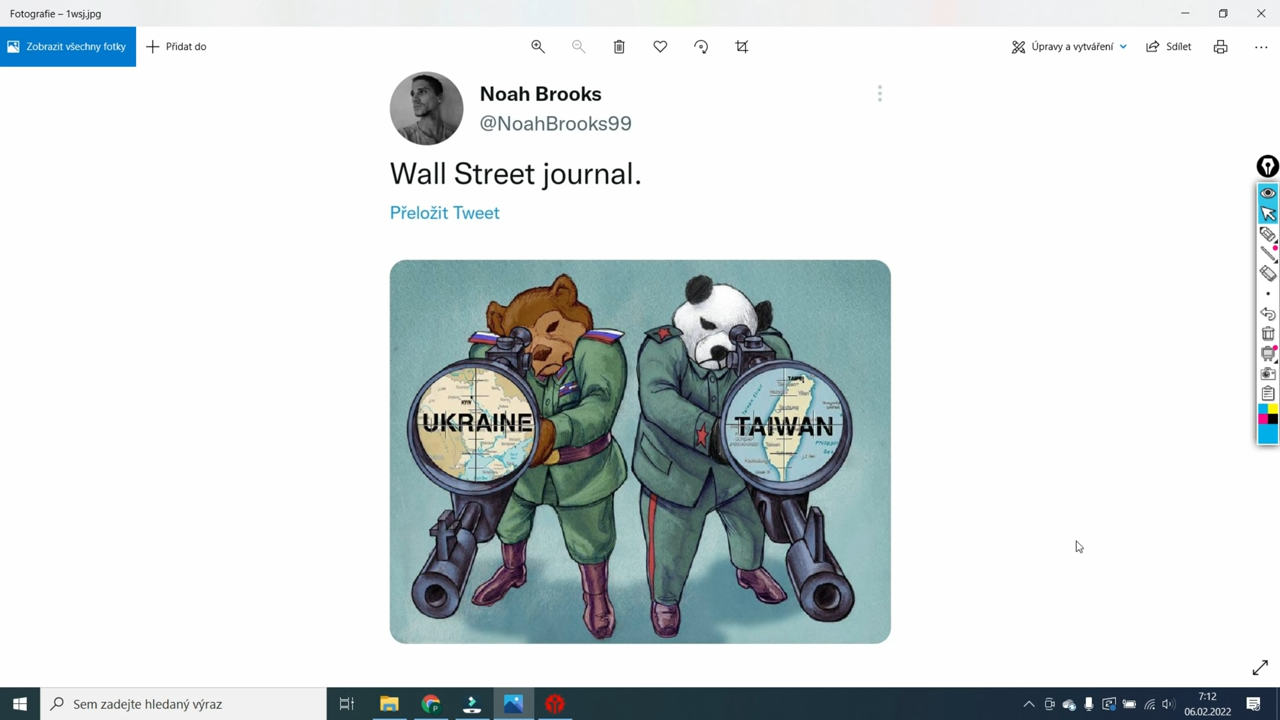 Fotografie – 1wsj.jpg
Zobrazit všechny fotky
Přidat do
Úpravy a vytváření
Sdílet
Noah Brooks
@NoahBrooks99
Wall Street journal.
Přeložit Tweet
UKRAINE
TAIWAN
Sem zadejte hledaný výraz
7:12
06.02.2022